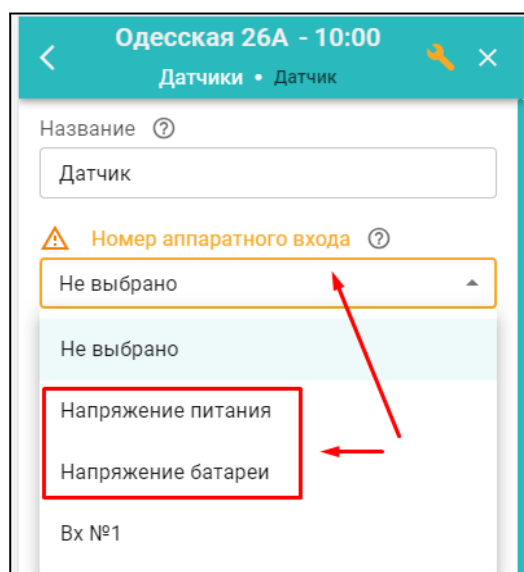 Одесская 26А - 10:00
Датчики • Датчик
Название
Датчик
Номер аппаратного входа
Не выбрано
Не выбрано
Напряжение питания
Напряжение батареи
Вх №1